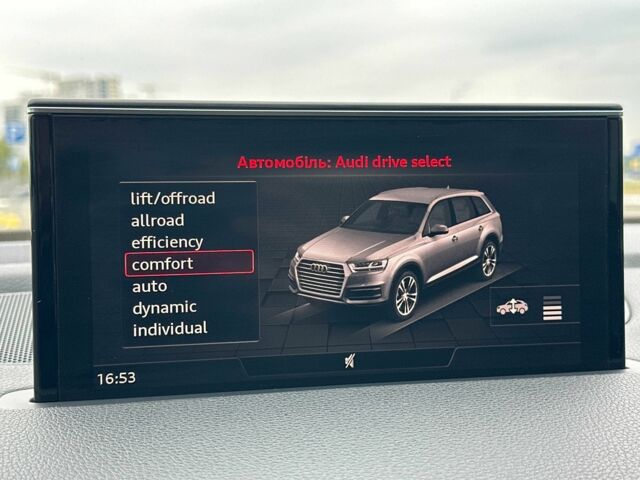 Автомобіль: Audi drive select
lift/offroad
allroad
efficiency
comfort
auto
dynamic
individual
16:53